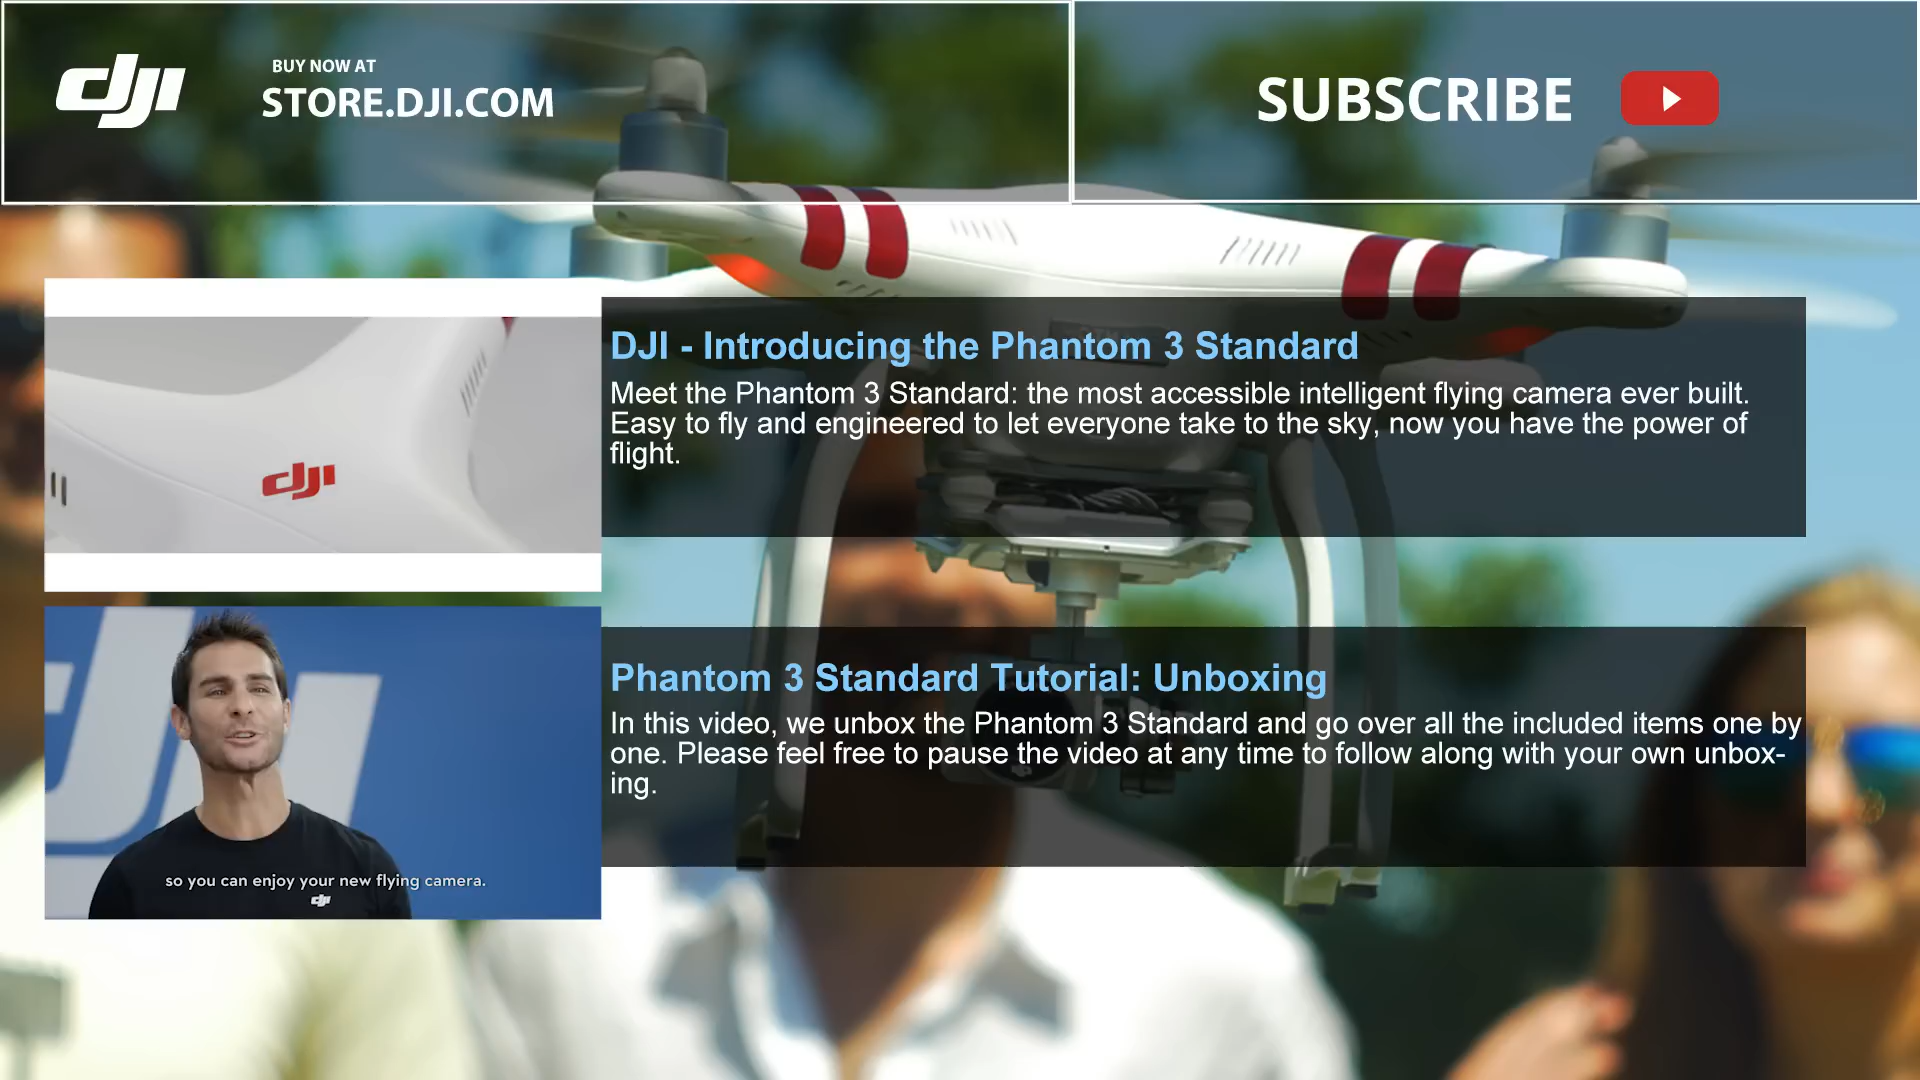 dji
BUY NOW AT
STORE.DJI.COM
SUBSCRIBE
DJI - Introducing the Phantom 3 Standard
Meet the Phantom 3 Standard: the most accessible intelligent flying camera ever built.
Easy to fly and engineered to let everyone take to the sky, now you have the power of
flight.
dji
Phantom 3 Standard Tutorial: Unboxing
In this video, we unbox the Phantom 3 Standard and go over all the included items one by
one. Please feel free to pause the video at any time to follow along with your own unbox-
ing.
so you can enjoy your new flying camera.
dji